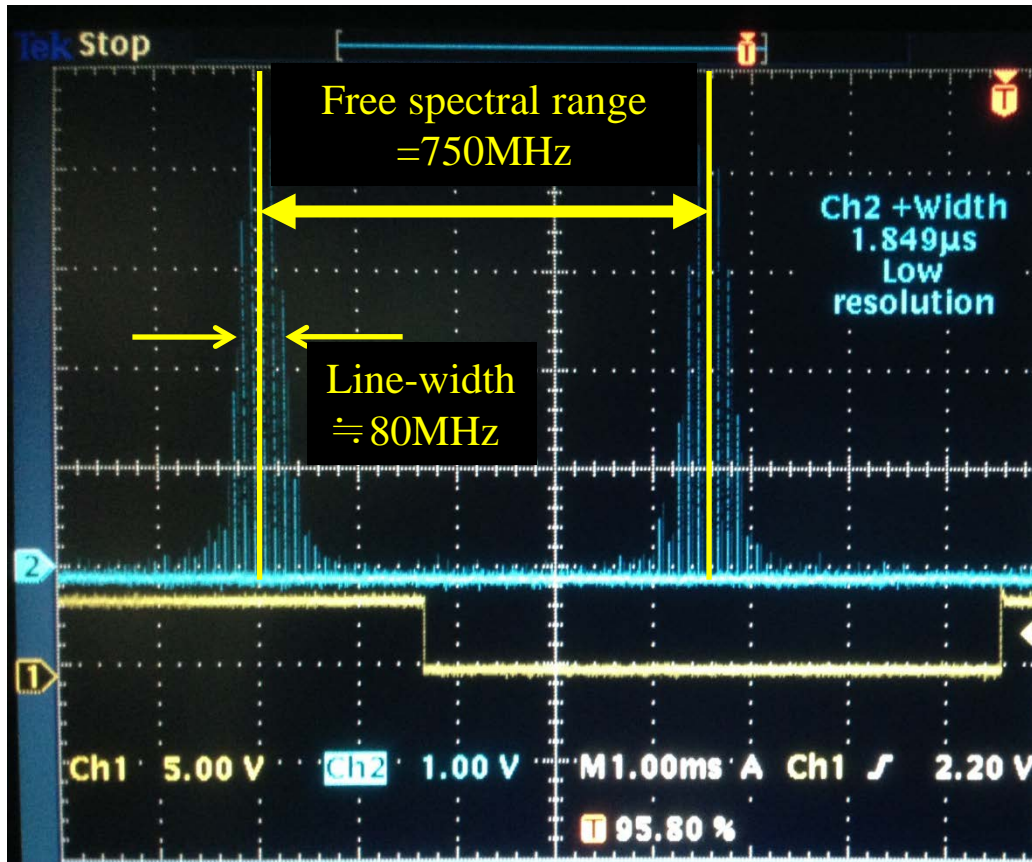 Tek Stop
T
T
Free spectral range
=750MHz
Ch2 +Width
1.849µs
Low
resolution
Line-width
≒80MHz
2
1
Ch1 5.00 V Ch2 1.00 V M1.00ms A Ch1 2.20 V
T 95.80 %